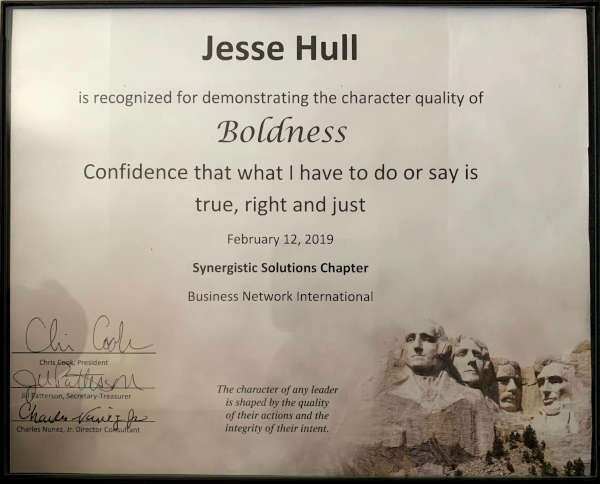 Jesse Hull
is recognized for demonstrating the character quality of
Boldness
Confidence that what I have to do or say is
true, right and just
February 12, 2019
Synergistic Solutions Chapter
Business Network International
Chris Cook
Chris Cook, President
Jill Patterson
Jill Patterson, Secretary-Treasurer
Charles Nunez Jr
Charles Nunez, Jr. Director Consultant
The character of any leader
is shaped by the quality
of their actions and the
integrity of their intent.